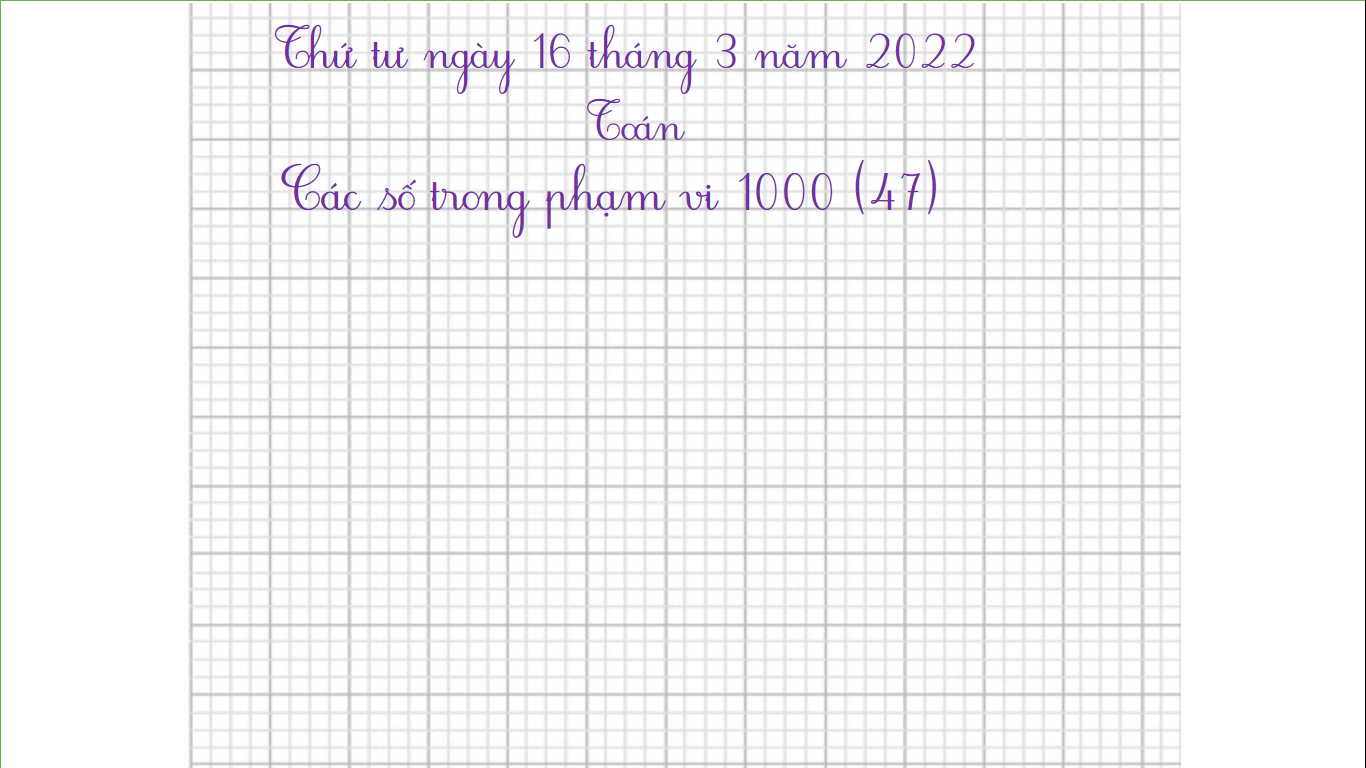 Thứ tư ngày 16 tháng 3 năm 2022
Toán
Các số trong phạm vi 1000 (47)